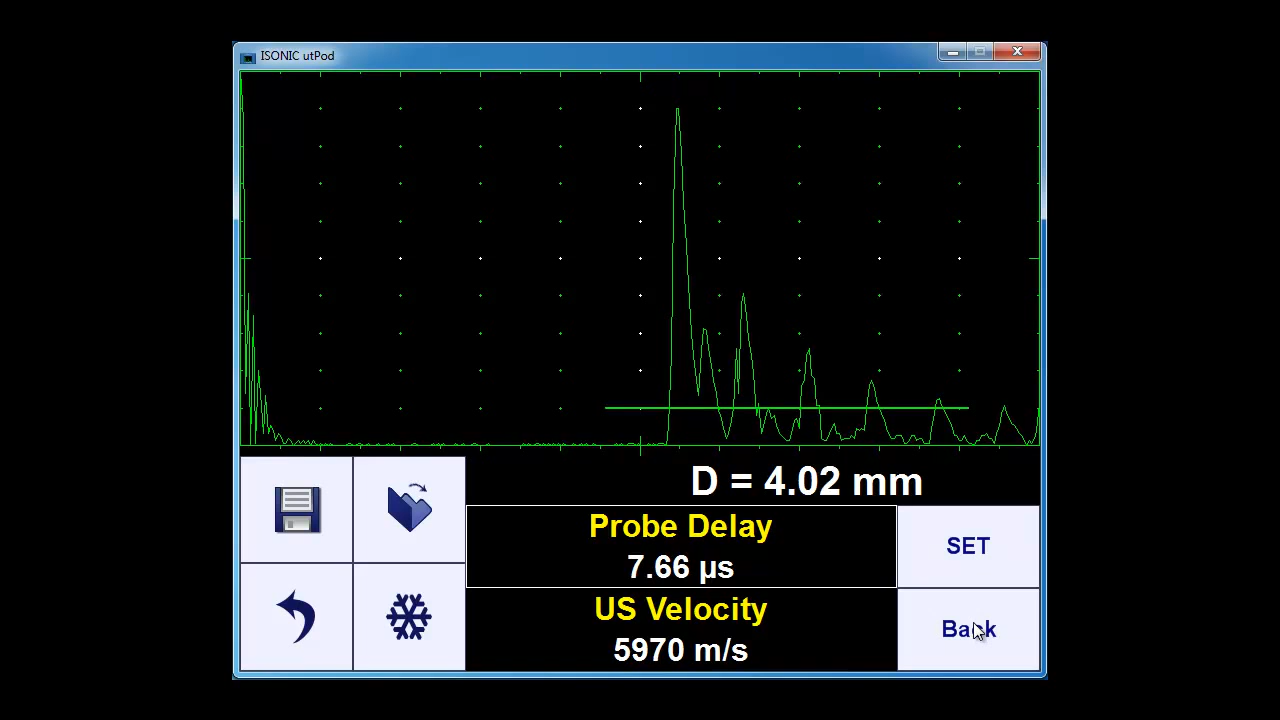 ISONIC utPod
D = 4.02 mm
Probe Delay
7.66 µs
SET
US Velocity
5970 m/s
Back